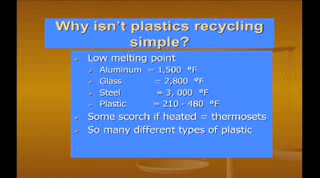 Why isn't plastics recycling
simple?
Low melting point
Aluminum = 1,500 °F
Glass = 2,800 °F
Steel = 3, 000 °F
Plastic = 210 - 480 °F
Some scorch if heated = thermosets
So many different types of plastic